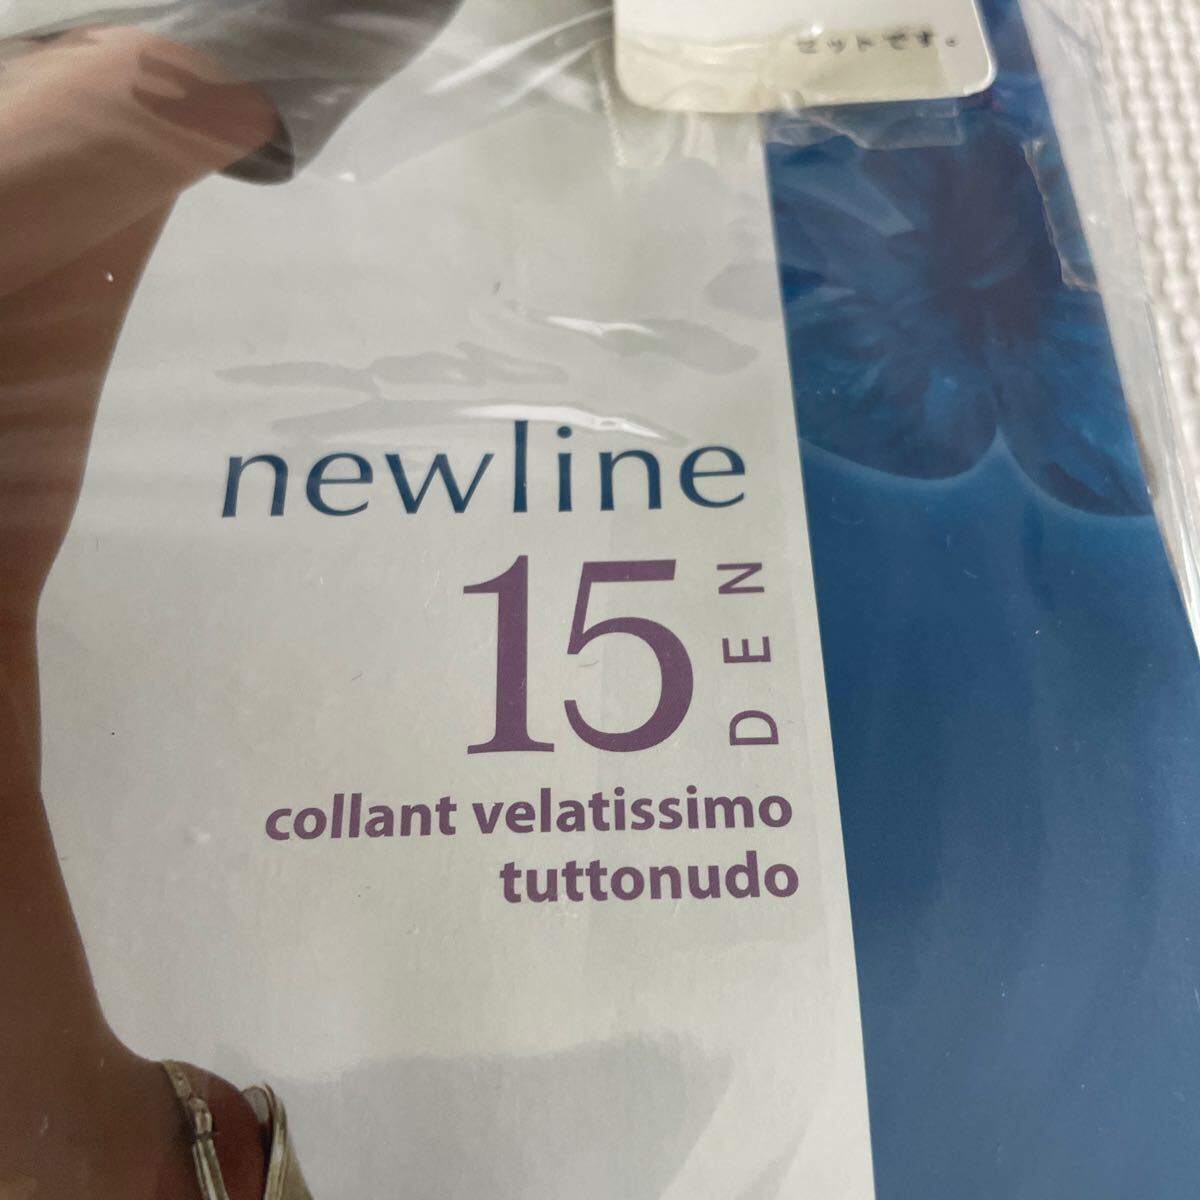 セットです。
newline
15
DEN
collant velatissimo
tuttonudo